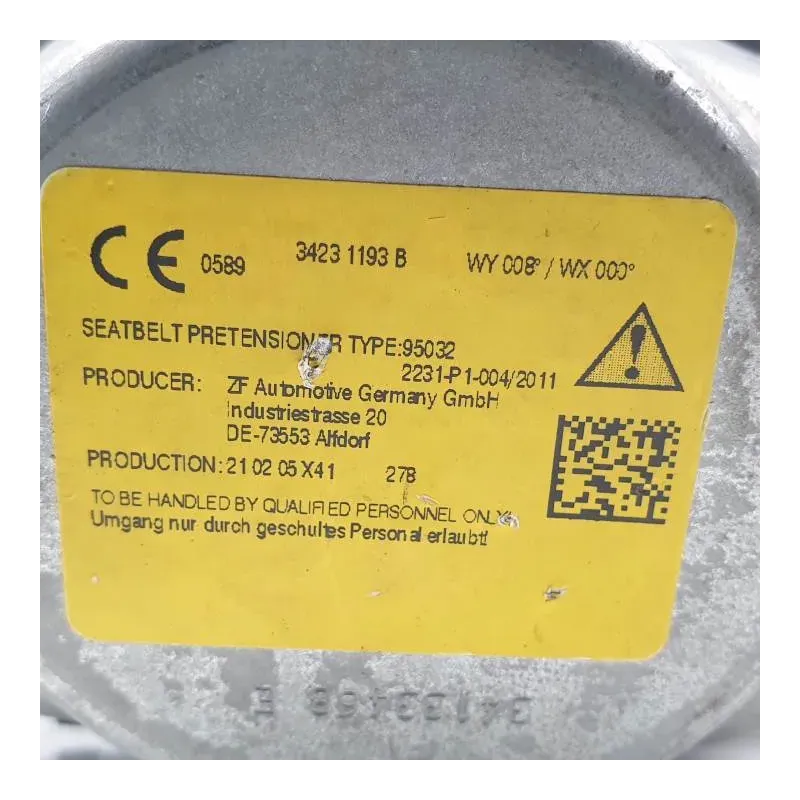 CE 0589 3423 1193 B WY 008° / WX 000°
SEATBELT PRETENSIONER TYPE:95032
2231-P1-004/2011
PRODUCER: ZF Automotive Germany GmbH
Industriestrasse 20
DE-73553 Alfdorf
PRODUCTION: 21 02 05 X41 278
TO BE HANDLED BY QUALIFIED PERSONNEL ONLY!
Umgang nur durch geschultes Personal erlaubt!